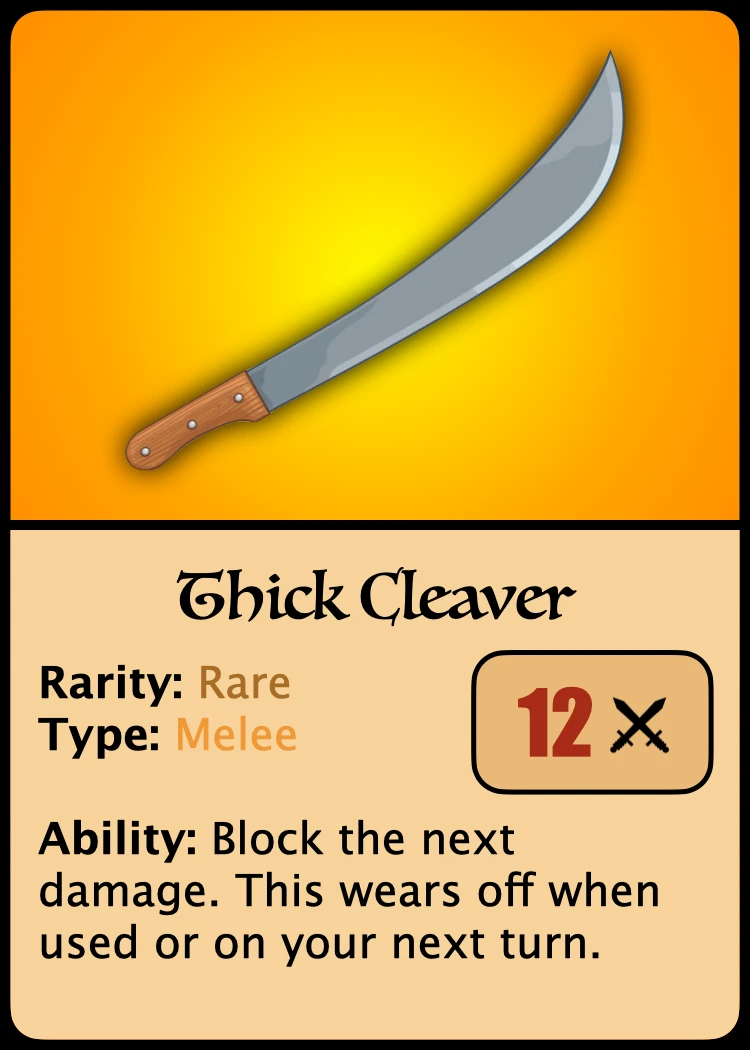 Thick Cleaver
Rarity: Rare
Type: Melee
12
Ability: Block the next
damage. This wears off when
used or on your next turn.